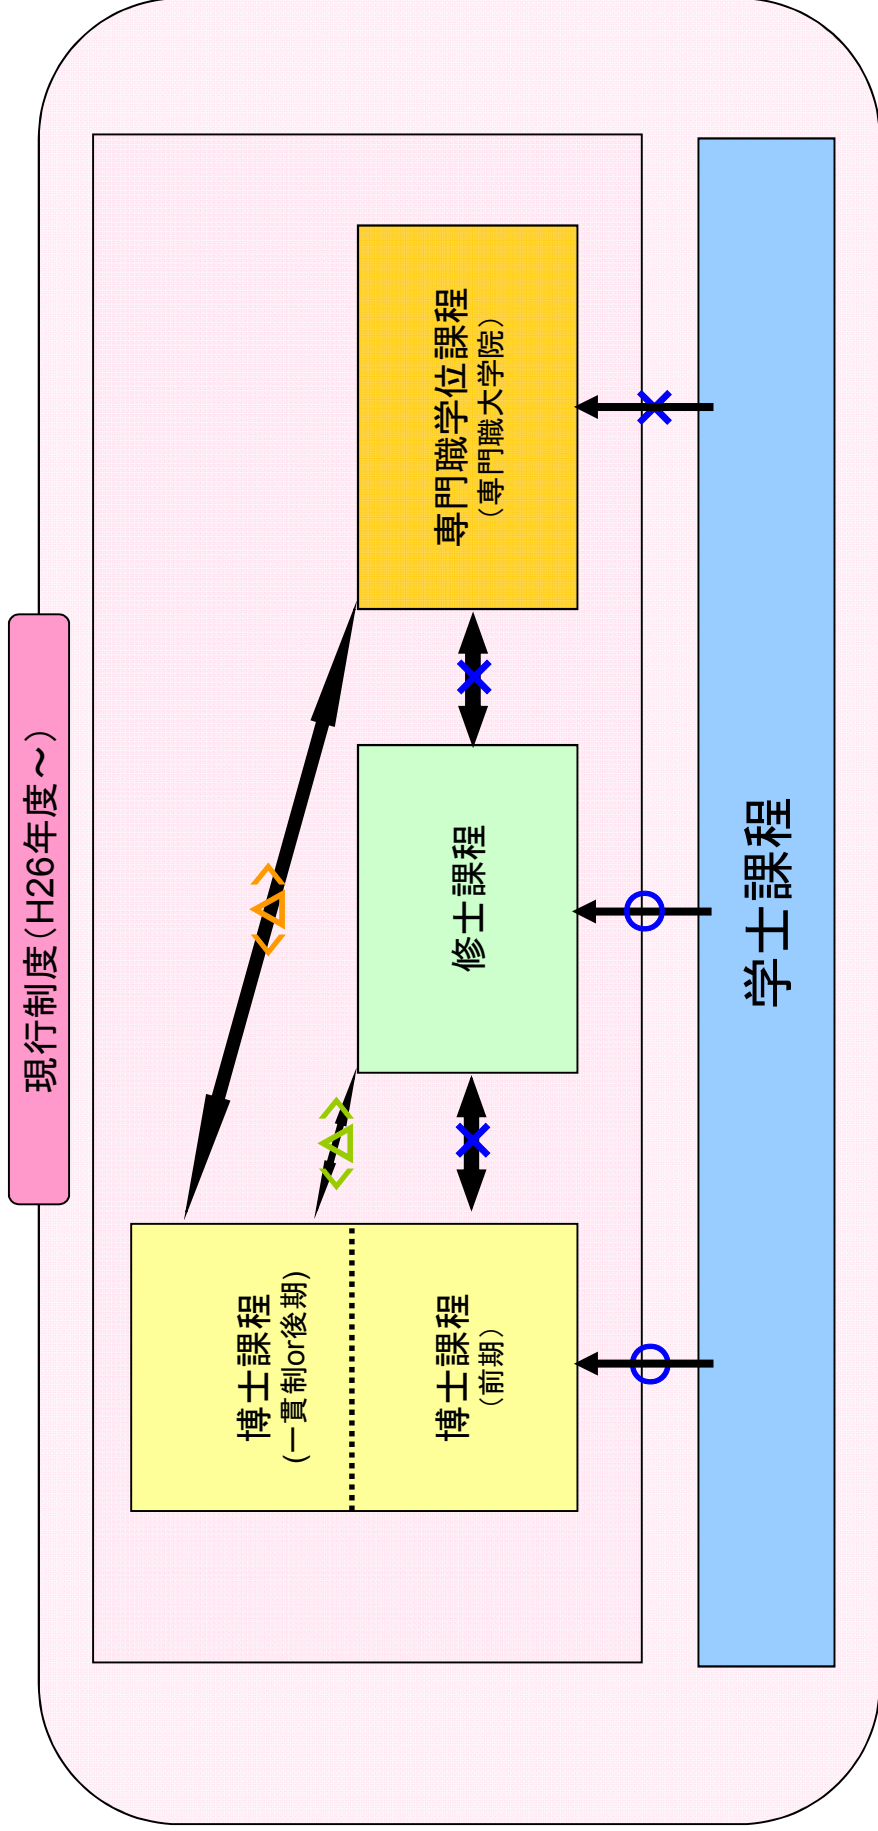 現行制度(H26年度～)
博士課程
(一貫制or後期)
博士課程
(前期)
修士課程
専門職学位課程
(専門職大学院)
学士課程
<△>
<△>
×
×
×
○
○